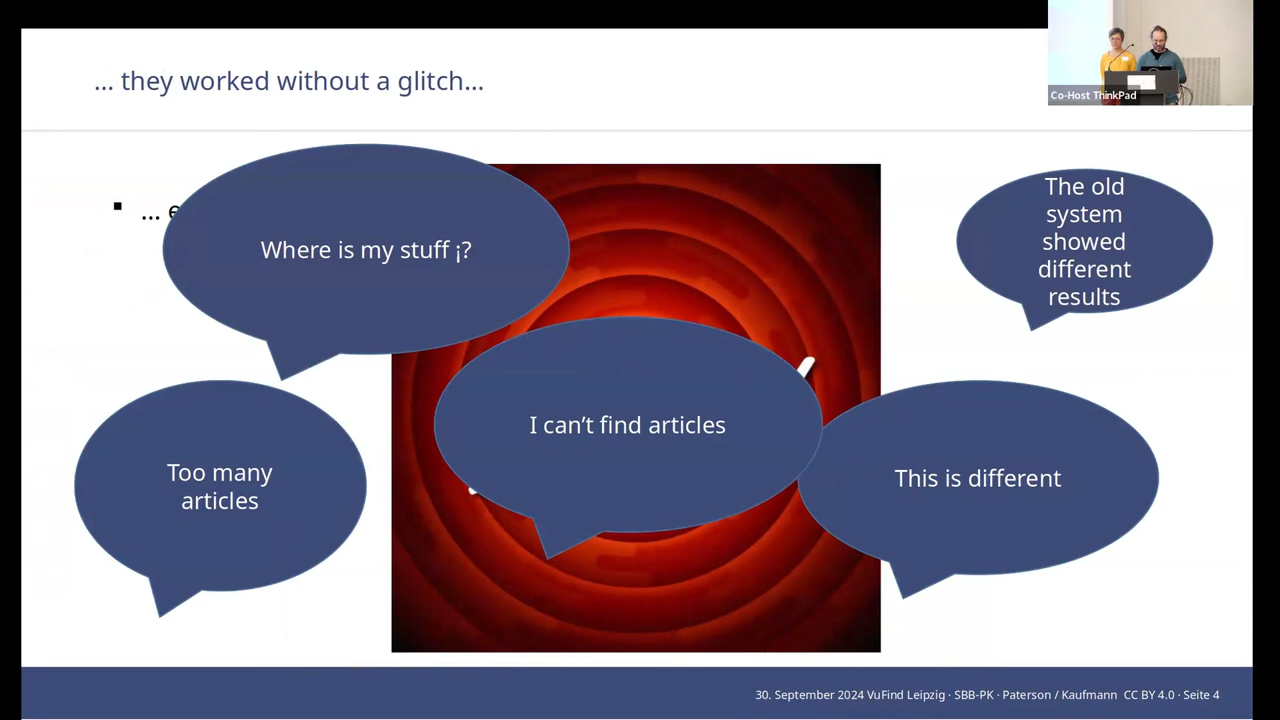 ... they worked without a glitch...
Co-Host ThinkPad
... e
Where is my stuff ¡?
The old
system
showed
different
results
I can’t find articles
This is different
Too many
articles
30. September 2024 VuFind Leipzig · SBB-PK · Paterson / Kaufmann CC BY 4.0 · Seite 4